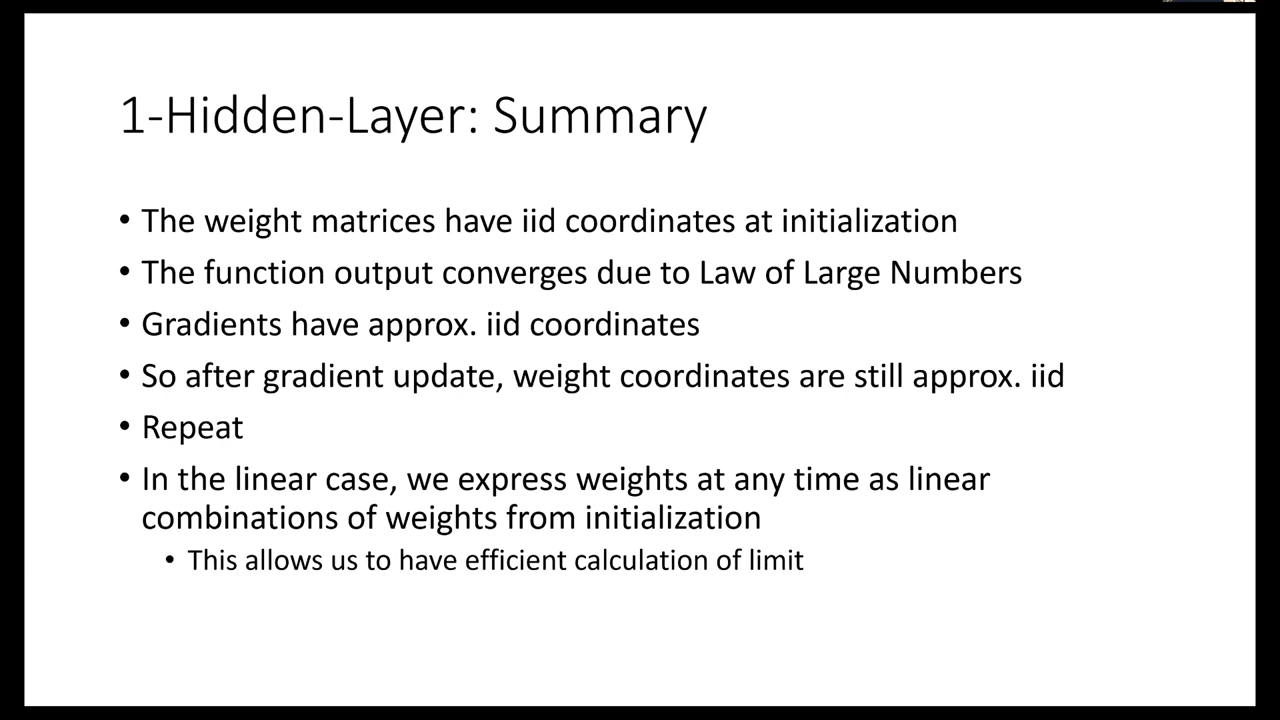 1-Hidden-Layer: Summary
• The weight matrices have iid coordinates at initialization
• The function output converges due to Law of Large Numbers
• Gradients have approx. iid coordinates
• So after gradient update, weight coordinates are still approx. iid
• Repeat
• In the linear case, we express weights at any time as linear
combinations of weights from initialization
• This allows us to have efficient calculation of limit